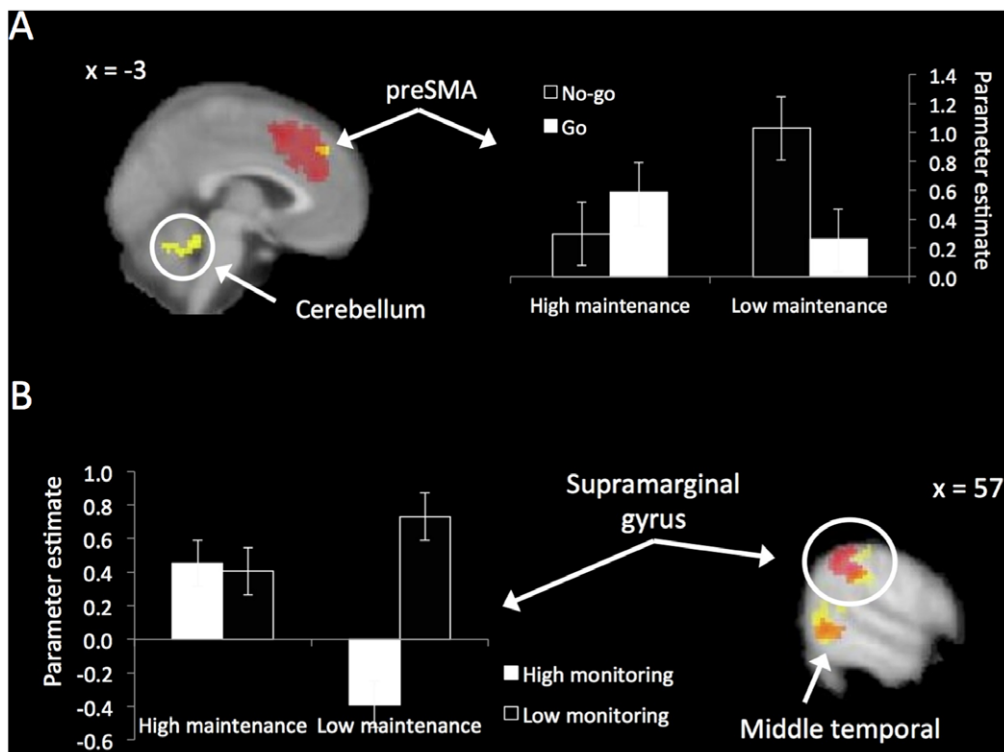 A
x = -3
preSMA
Cerebellum
No-go
Go
1.4
1.2
1.0
0.8
0.6
0.4
0.2
0.0
Parameter estimate
High maintenance
Low maintenance
B
Parameter estimate
1.0
0.8
0.6
0.4
0.2
0.0
-0.2
-0.4
-0.6
High maintenance
Low maintenance
High monitoring
Low monitoring
Supramarginal
gyrus
x = 57
Middle temporal